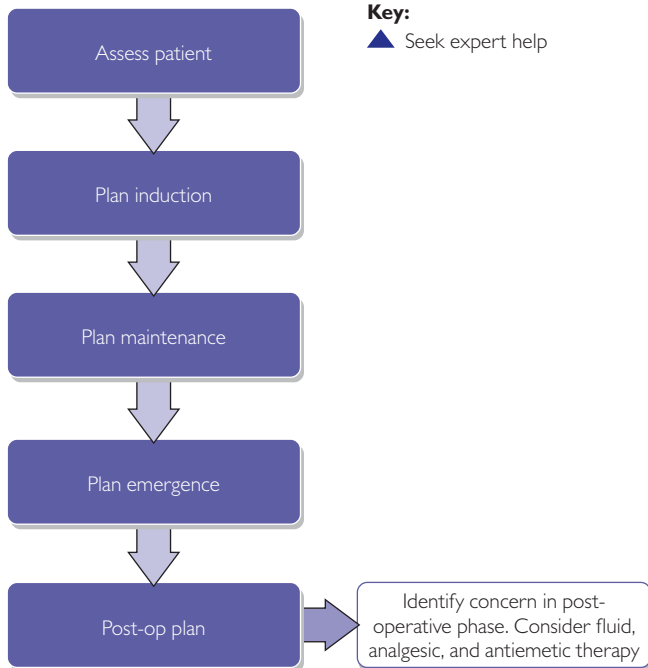 Key:
Seek expert help
Assess patient
Plan induction
Plan maintenance
Plan emergence
Post-op plan
Identify concern in post-
operative phase. Consider fluid,
analgesic, and antiemetic therapy